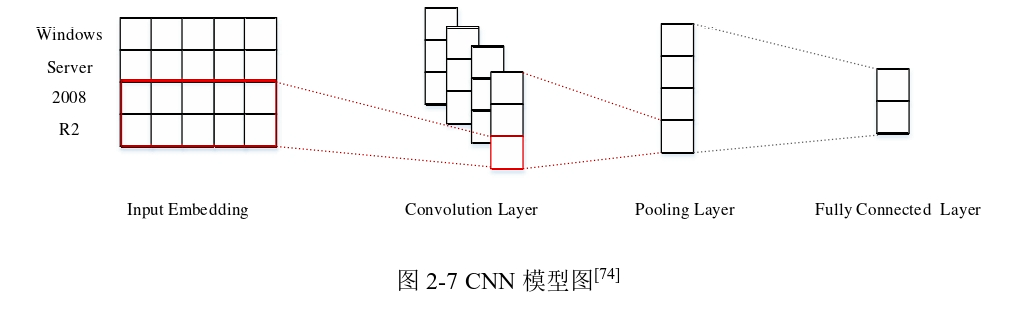 Windows
Server
2008
R2
Input Embedding
Convolution Layer
Pooling Layer
Fully Connected Layer
图 2-7 CNN 模型图[74]